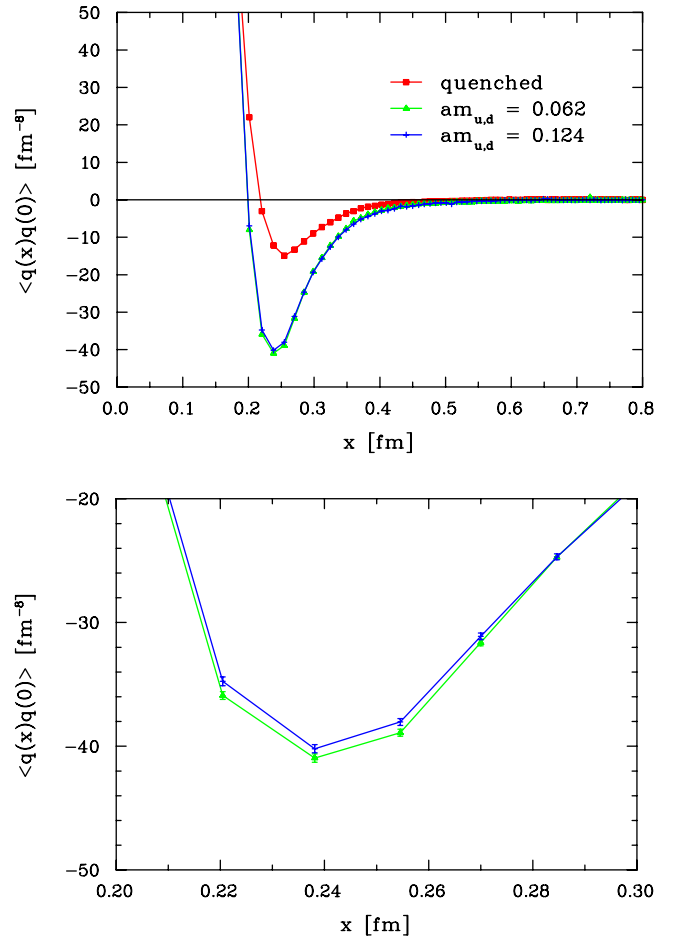 50
40
30
20
10
0
−10
−20
−30
−40
−50
<q(x)q(0)> [fm⁻⁸]
quenched
am_{u,d} = 0.062
am_{u,d} = 0.124
0.0 0.1 0.2 0.3 0.4 0.5 0.6 0.7 0.8
x [fm]
−20
−30
−40
−50
<q(x)q(0)> [fm⁻⁸]
0.20 0.22 0.24 0.26 0.28 0.30
x [fm]